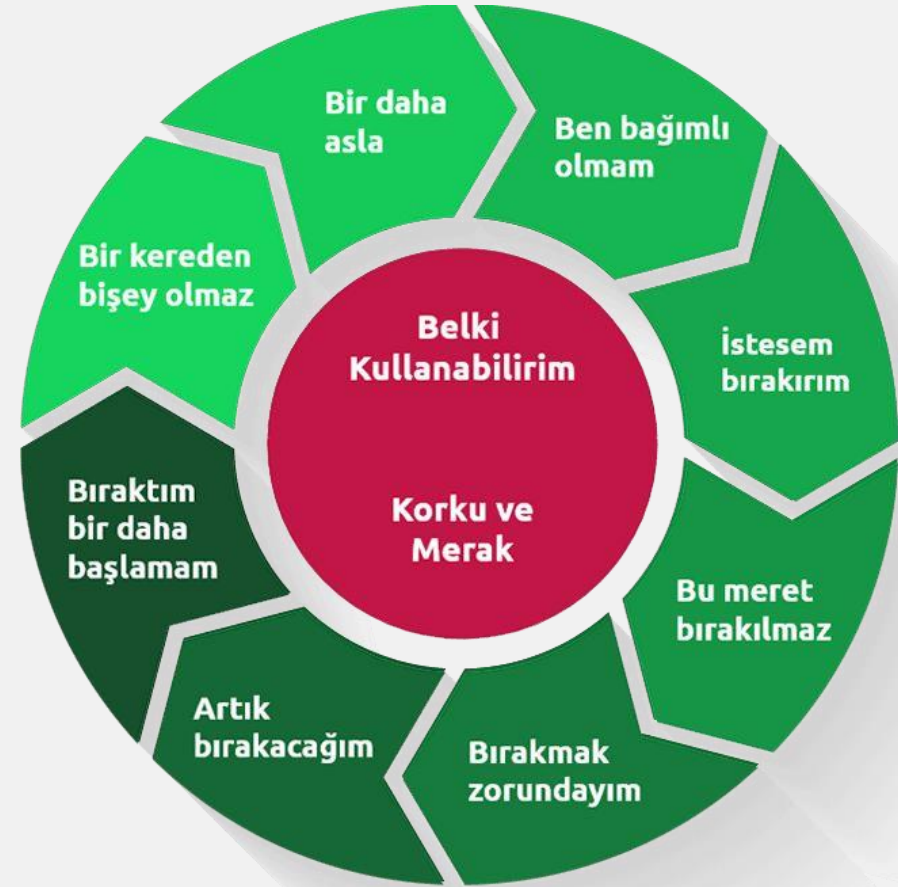 Bir kereden
bişey olmaz
Bir daha
asla
Ben bağımlı
olmam
İstesem
bırakırım
Bu meret
bırakılmaz
Bırakmak
zorundayım
Artık
bırakacağım
Bıraktım
bir daha
başlamam
Belki
Kullanabilirim
Korku ve
Merak